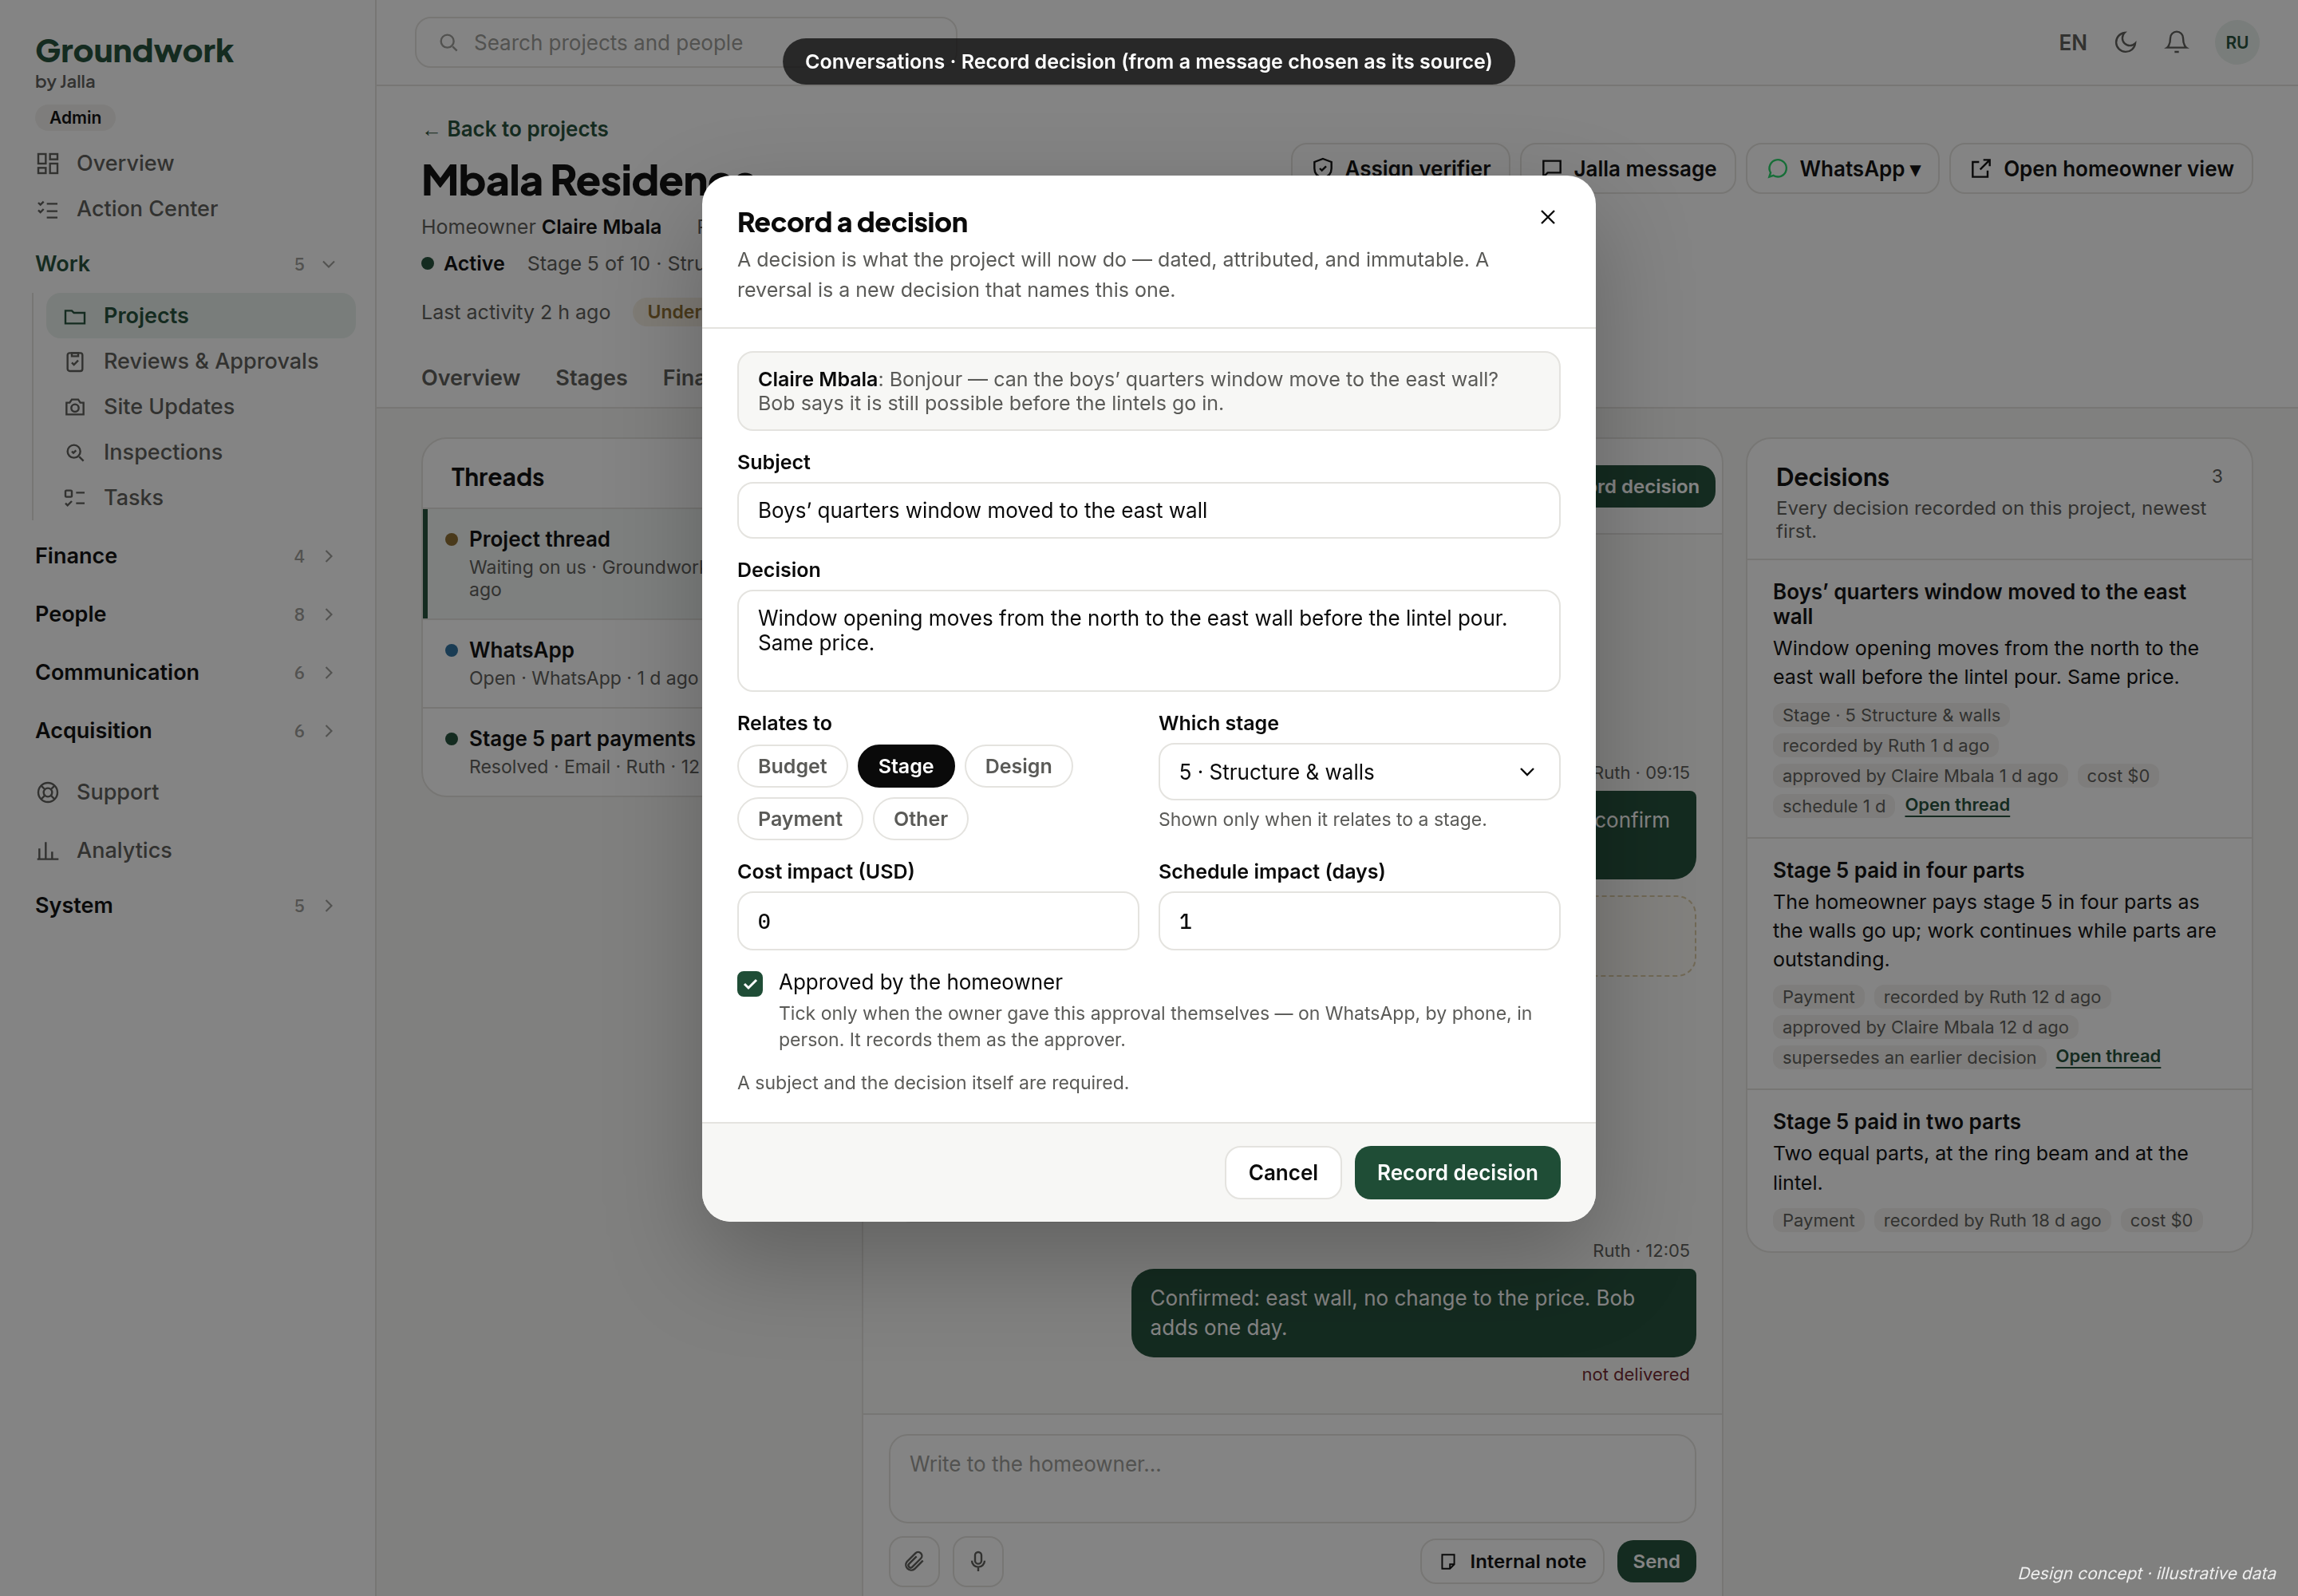 Groundwork
by Jalla
Admin
Overview
Action Center
Work 5
Projects
Reviews & Approvals
Site Updates
Inspections
Tasks
Finance 4
People 8
Communication 6
Acquisition 6
Support
Analytics
System 5
Search projects and people
Conversations · Record decision (from a message chosen as its source)
EN
RU
← Back to projects
Mbala Residence
Assign verifier
Jalla message
WhatsApp ▾
Open homeowner view
Homeowner Claire Mbala
Active Stage 5 of 10 · Stru
Last activity 2 h ago Under
Overview Stages Fina
Threads
Project thread
Waiting on us · Groundwork
ago
WhatsApp
Open · WhatsApp · 1 d ago
Stage 5 part payments
Resolved · Email · Ruth · 12
Record a decision
A decision is what the project will now do — dated, attributed, and immutable. A
reversal is a new decision that names this one.
Claire Mbala: Bonjour — can the boys’ quarters window move to the east wall?
Bob says it is still possible before the lintels go in.
Subject
Boys’ quarters window moved to the east wall
Decision
Window opening moves from the north to the east wall before the lintel pour.
Same price.
Relates to
Budget Stage Design
Payment Other
Which stage
5 · Structure & walls
Shown only when it relates to a stage.
Cost impact (USD)
0
Schedule impact (days)
1
Approved by the homeowner
Tick only when the owner gave this approval themselves — on WhatsApp, by phone, in
person. It records them as the approver.
A subject and the decision itself are required.
Cancel
Record decision
rd decision
Ruth · 09:15
confirm
Ruth · 12:05
Confirmed: east wall, no change to the price. Bob
adds one day.
not delivered
Write to the homeowner…
Internal note
Send
Decisions 3
Every decision recorded on this project, newest
first.
Boys’ quarters window moved to the east
wall
Window opening moves from the north to the
east wall before the lintel pour. Same price.
Stage · 5 Structure & walls
recorded by Ruth 1 d ago
approved by Claire Mbala 1 d ago cost $0
schedule 1 d Open thread
Stage 5 paid in four parts
The homeowner pays stage 5 in four parts as
the walls go up; work continues while parts are
outstanding.
Payment recorded by Ruth 12 d ago
approved by Claire Mbala 12 d ago
supersedes an earlier decision Open thread
Stage 5 paid in two parts
Two equal parts, at the ring beam and at the
lintel.
Payment recorded by Ruth 18 d ago cost $0
Design concept · illustrative data